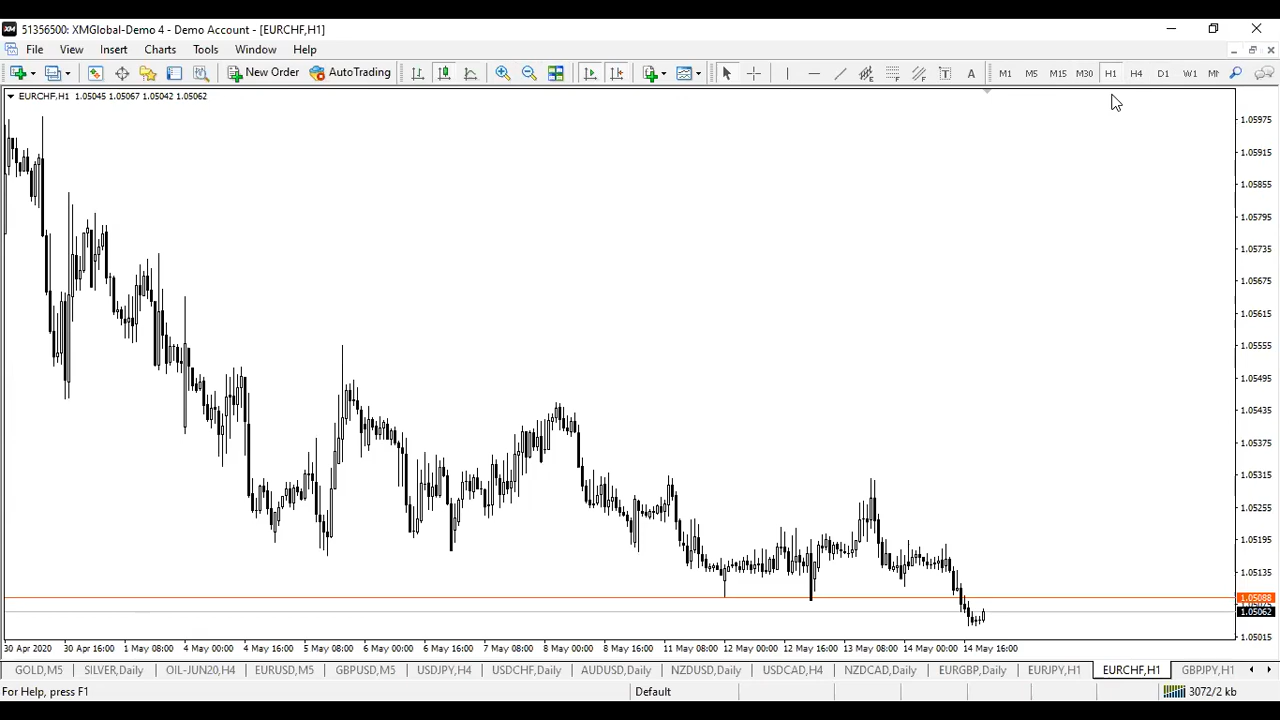 51356500: XMGlobal-Demo 4 - Demo Account - [EURCHF,H1]
File View Insert Charts Tools Window Help
New Order AutoTrading A T M1 M5 M15 M30 H1 H4 D1 W1
EURCHF,H1 1.05045 1.05067 1.05042 1.05062
1.05975
1.05915
1.05855
1.05795
1.05735
1.05675
1.05615
1.05555
1.05495
1.05435
1.05375
1.05315
1.05255
1.05195
1.05135
1.05088
1.05062
1.05015
30 Apr 2020 30 Apr 16:00 1 May 08:00 4 May 00:00 4 May 16:00 5 May 08:00 6 May 00:00 6 May 16:00 7 May 08:00 8 May 00:00 8 May 16:00 11 May 08:00 12 May 00:00 12 May 16:00 13 May 08:00 14 May 00:00 14 May 16:00
GOLD,M5 SILVER,Daily OIL-JUN20,H4 EURUSD,M5 GBPUSD,M5 USDJPY,H4 USDCHF,Daily AUDUSD,Daily NZDUSD,Daily USDCAD,H4 NZDCAD,Daily EURGBP,Daily EURJPY,H1 EURCHF,H1 GBPJPY,H1
For Help, press F1 Default 3072/2 kb